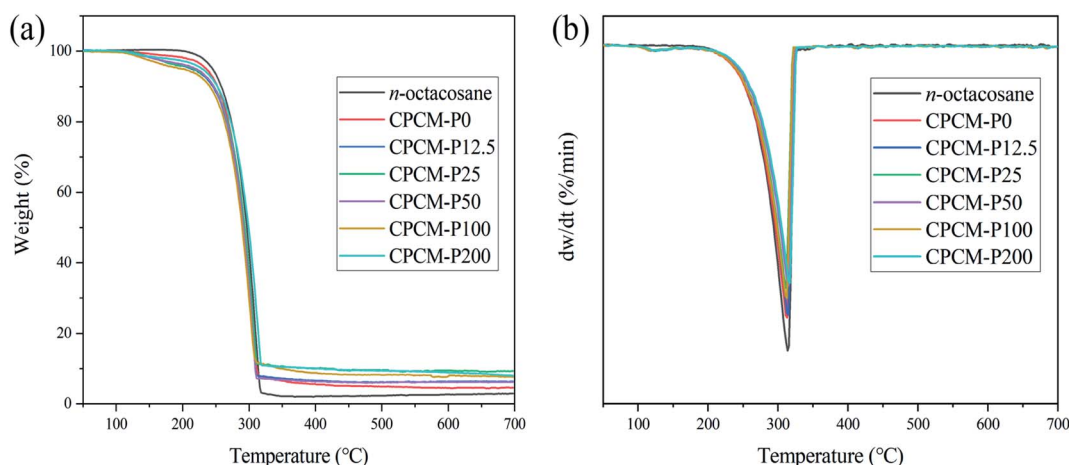 (a)
100
80
60
40
20
0
Weight (%)
n-octacosane
CPCM-P0
CPCM-P12.5
CPCM-P25
CPCM-P50
CPCM-P100
CPCM-P200
100 200 300 400 500 600 700
Temperature (°C)
(b)
dw/dt (%/min)
n-octacosane
CPCM-P0
CPCM-P12.5
CPCM-P25
CPCM-P50
CPCM-P100
CPCM-P200
100 200 300 400 500 600 700
Temperature (°C)